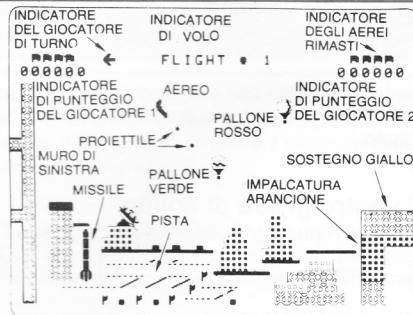 INDICATORE
DEL GIOCATORE
DI TURNO
INDICATORE
DI VOLO
INDICATORE
DEGLI AEREI
RIMASTI
FLIGHT # 1
000000
000000
INDICATORE
DI PUNTEGGIO
DEL GIOCATORE 1
AEREO
INDICATORE
DI PUNTEGGIO
DEL GIOCATORE 2
PALLONE
ROSSO
PROIETTILE
MURO DI
SINISTRA
PALLONE
VERDE
SOSTEGNO GIALLO
MISSILE
IMPALCATURA
ARANCIONE
PISTA